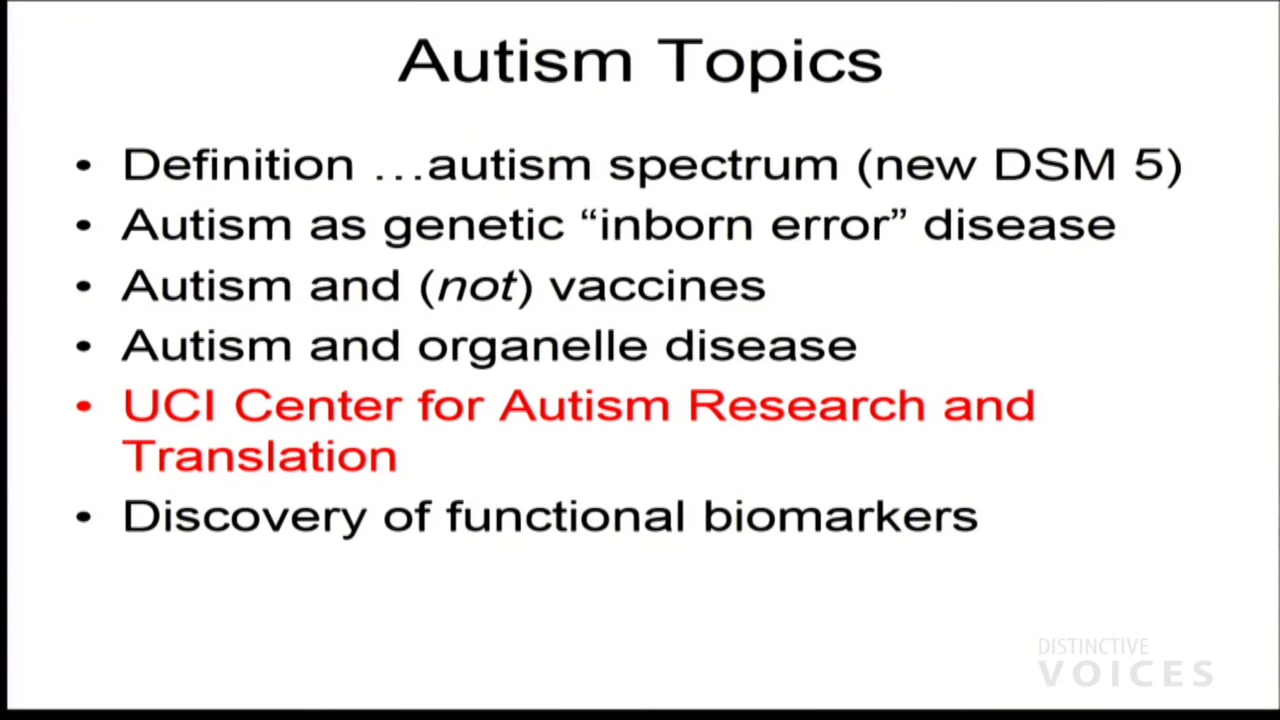 Autism Topics
• Definition …autism spectrum (new DSM 5)
• Autism as genetic “inborn error” disease
• Autism and (not) vaccines
• Autism and organelle disease
• UCI Center for Autism Research and
Translation
• Discovery of functional biomarkers
DISTINCTIVE
VOICES